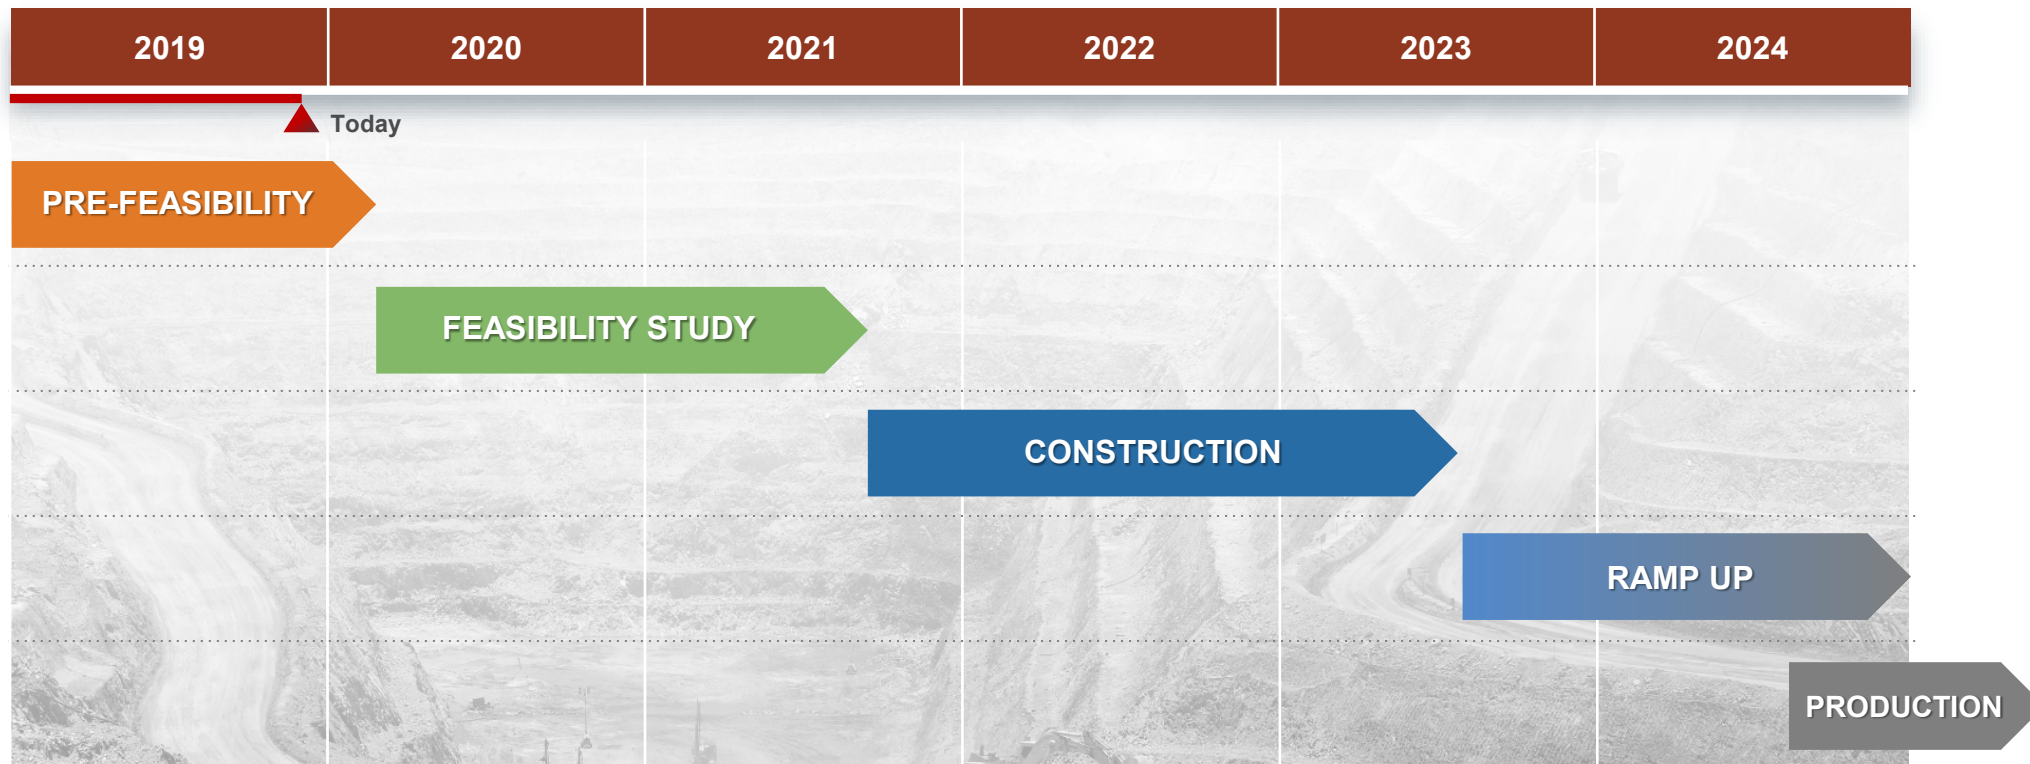 2019 2020 2021 2022 2023 2024
Today
PRE-FEASIBILITY
FEASIBILITY STUDY
CONSTRUCTION
RAMP UP
PRODUCTION